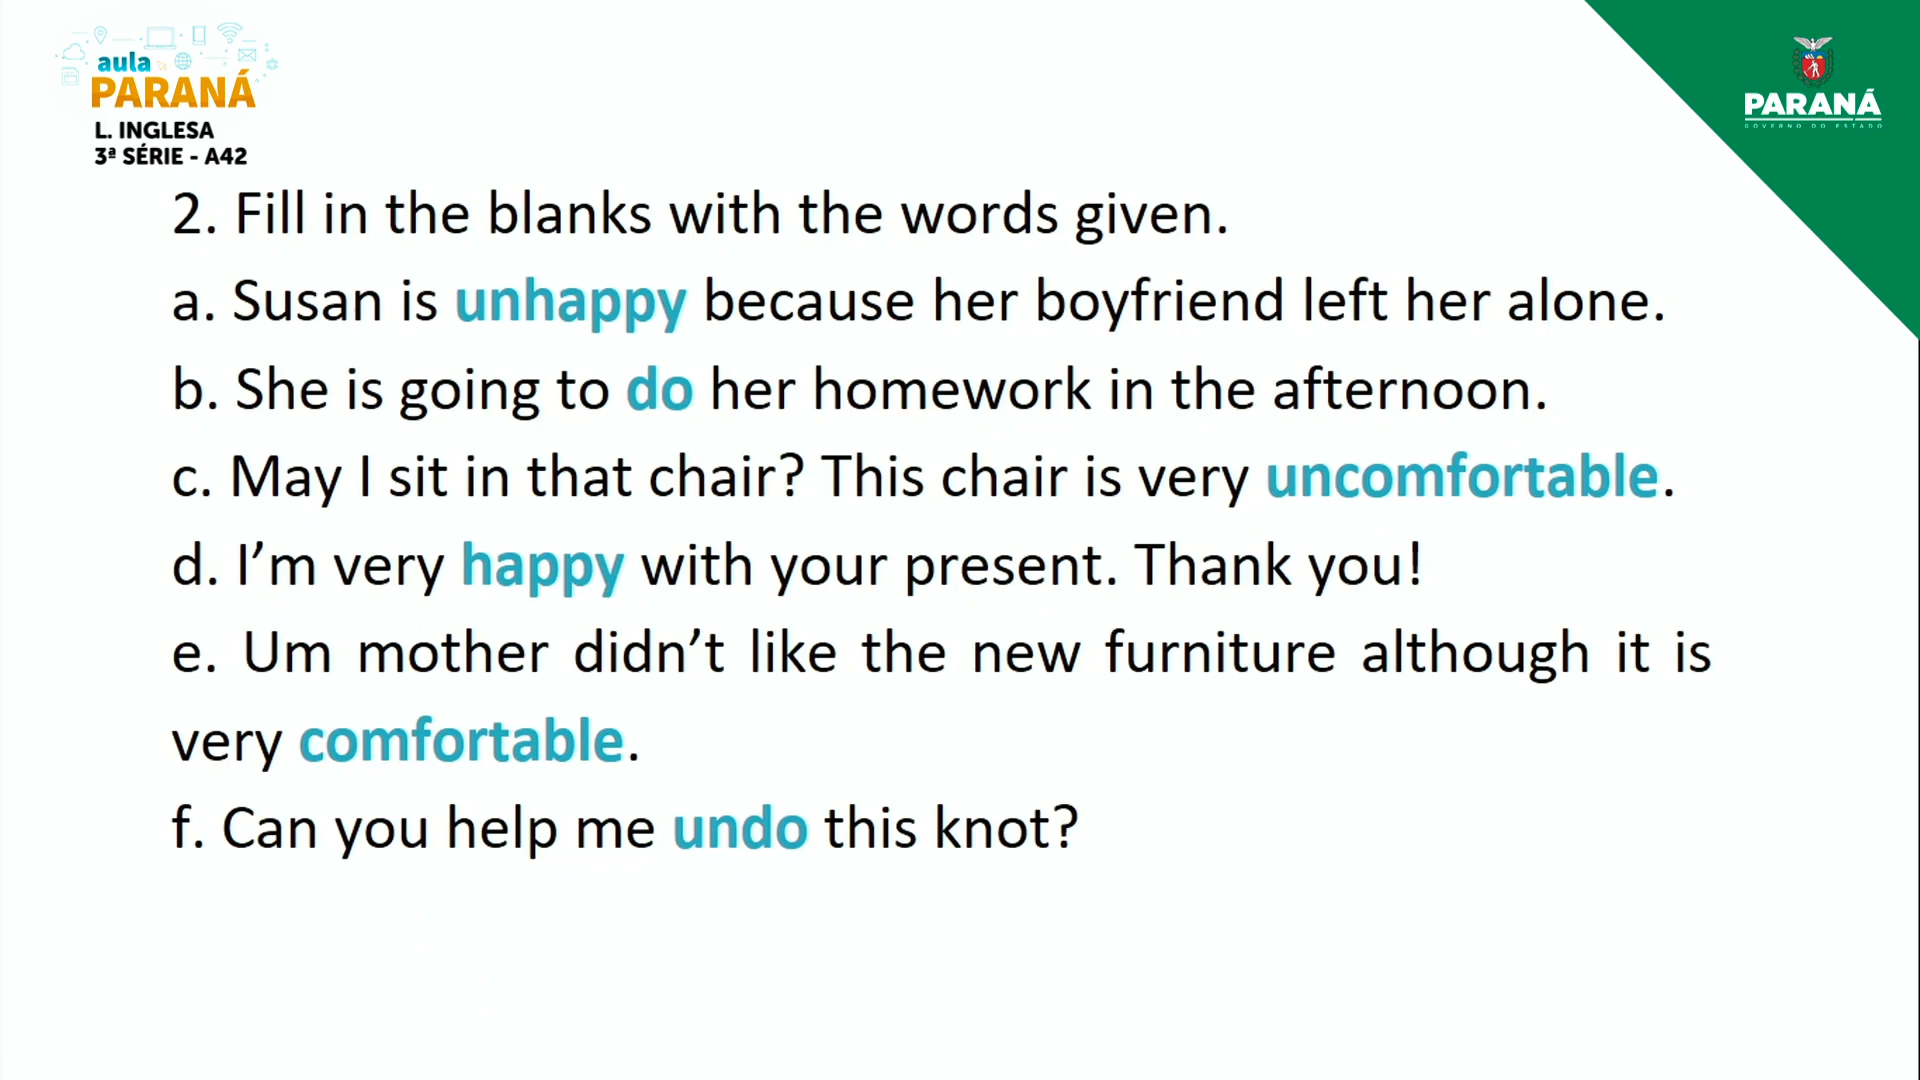 aula
PARANÁ
L. INGLESA
3ª SÉRIE - A42
PARANÁ
GOVERNO DO ESTADO
2. Fill in the blanks with the words given.
a. Susan is unhappy because her boyfriend left her alone.
b. She is going to do her homework in the afternoon.
c. May I sit in that chair? This chair is very uncomfortable.
d. I’m very happy with your present. Thank you!
e. Um mother didn’t like the new furniture although it is
very comfortable.
f. Can you help me undo this knot?